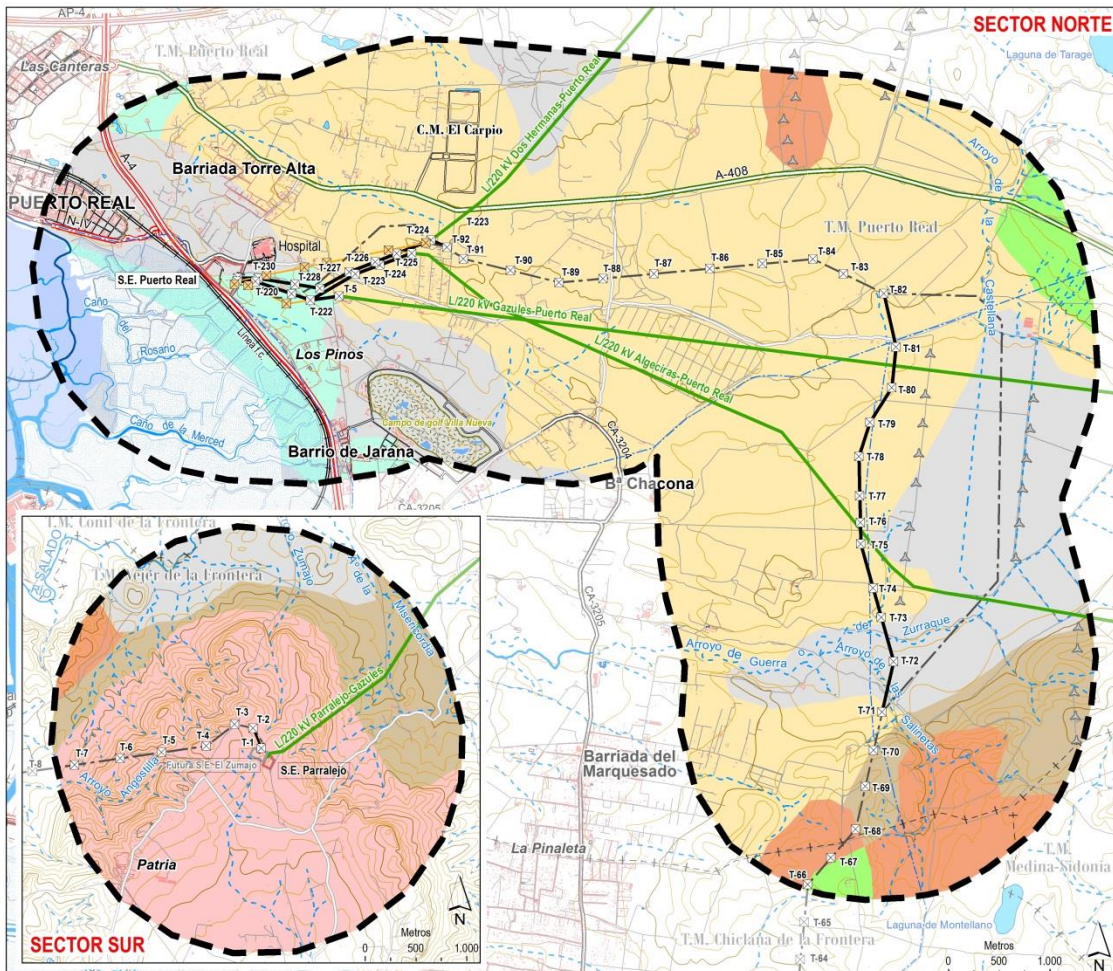 SECTOR NORTE
AP-4
T.M. Puerto Real
Las Canteras
Laguna de Tarage
A-4
C.M. El Carpio
L/220 kV Dos Hermanas-Puerto Real
Arroyo de la Castellana
Barriada Torre Alta
A-408
PUERTO REAL
N-IV
T.M. Puerto Real
Hospital
T-223
T-224
T-92
T-91
T-226
T-225
T-227
T-224
T-223
T-90
T-89
T-88
T-87
T-86
T-85
T-84
T-83
T-82
T-230
S.E. Puerto Real
T-228
T-220
T-5
T-222
L/220 kV Gazules-Puerto Real
L/220 kV Algeciras-Puerto Real
Caño del Rosano
Línea f.c.
Los Pinos
T-81
T-80
T-79
T-78
T-77
T-76
T-75
T-74
T-73
T-72
T-71
T-70
T-69
T-68
T-67
T-66
T-65
T-64
Campo de golf Villa Nueva
Caño de la Merced
Barrio de Jarana
CA-3204
Bª Chacona
CA-3205
CA-3205
Arroyo de Guerra
Arroyo del Zurraque
Arroyo de las Salineras
Barriada del
Marquesado
La Pinaleta
T.M.
Medina-Sidonia
Laguna de Montellano
T.M. Chiclana de la Frontera
Metros
0 500 1.000
N
T.M. Conil de la Frontera
RÍO SALADO
T.M. Vejer de la Frontera
Zumajo
Aº de la Misericordia
L/220 kV Parralejo-Gazules
T-3
T-2
T-4
T-1
T-5
T-6
T-7
T-8
Futura S.E. El Zumajo
S.E. Parralejo
Arroyo Angostilla
Patria
SECTOR SUR
Metros
0 500 1.000
N